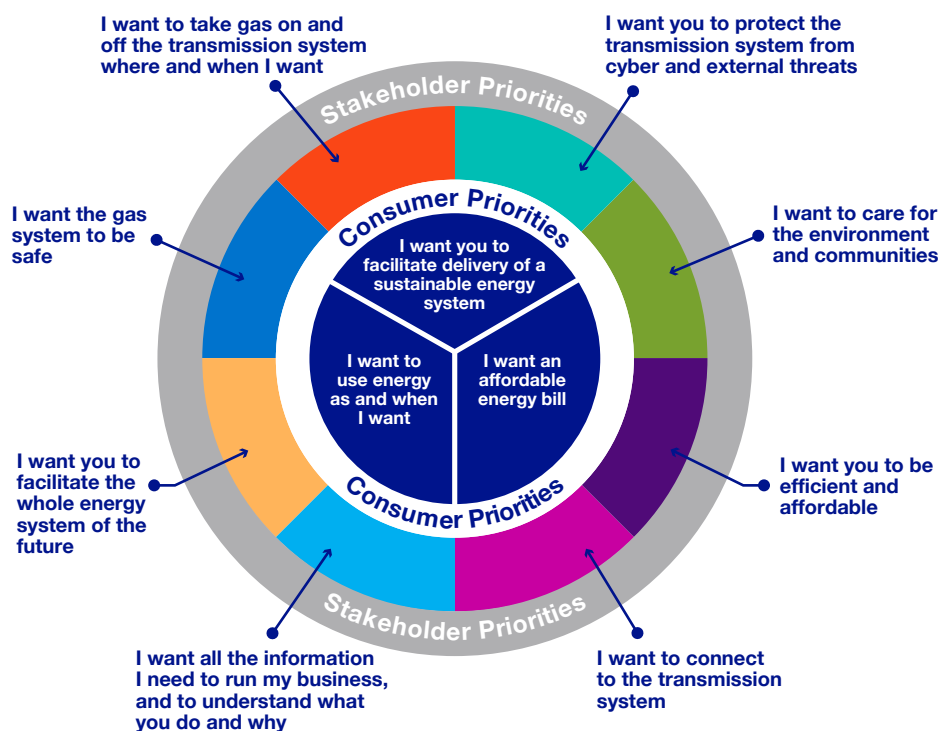 I want to take gas on and
off the transmission system
where and when I want
I want you to protect the
transmission system from
cyber and external threats
Stakeholder Priorities
Consumer Priorities
I want you to
facilitate delivery of a
sustainable energy
system
I want the gas
system to be
safe
I want to care for
the environment
and communities
I want to
use energy
as and when
I want
I want an
affordable
energy bill
I want you to
facilitate the
whole energy
system of the
future
I want you to be
efficient and
affordable
Consumer Priorities
Stakeholder Priorities
I want all the information
I need to run my business,
and to understand what
you do and why
I want to connect
to the transmission
system